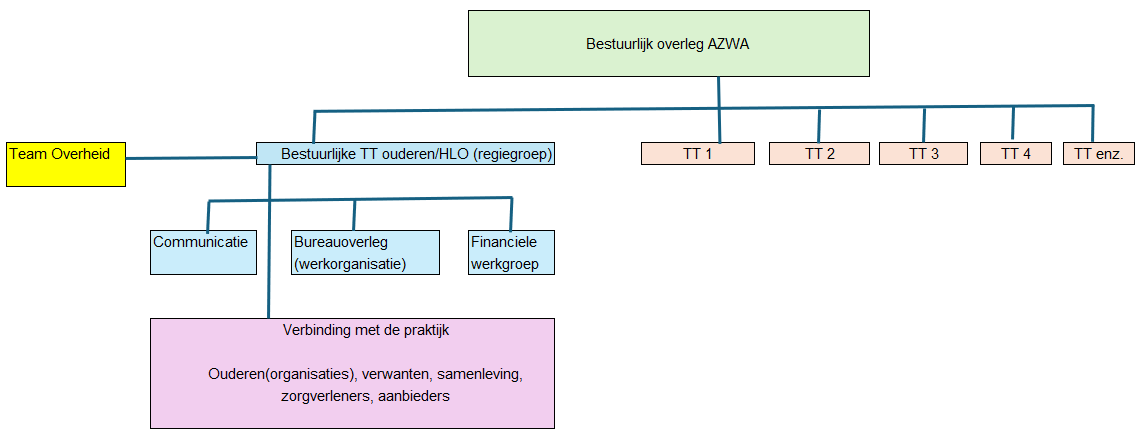 Bestuurlijk overleg AZWA
Team Overheid
Bestuurlijke TT ouderen/HLO (regiegroep)
TT 1
TT 2
TT 3
TT 4
TT enz.
Communicatie
Bureauoverleg
(werkorganisatie)
Financiele
werkgroep
Verbinding met de praktijk
Ouderen(organisaties), verwanten, samenleving,
zorgverleners, aanbieders